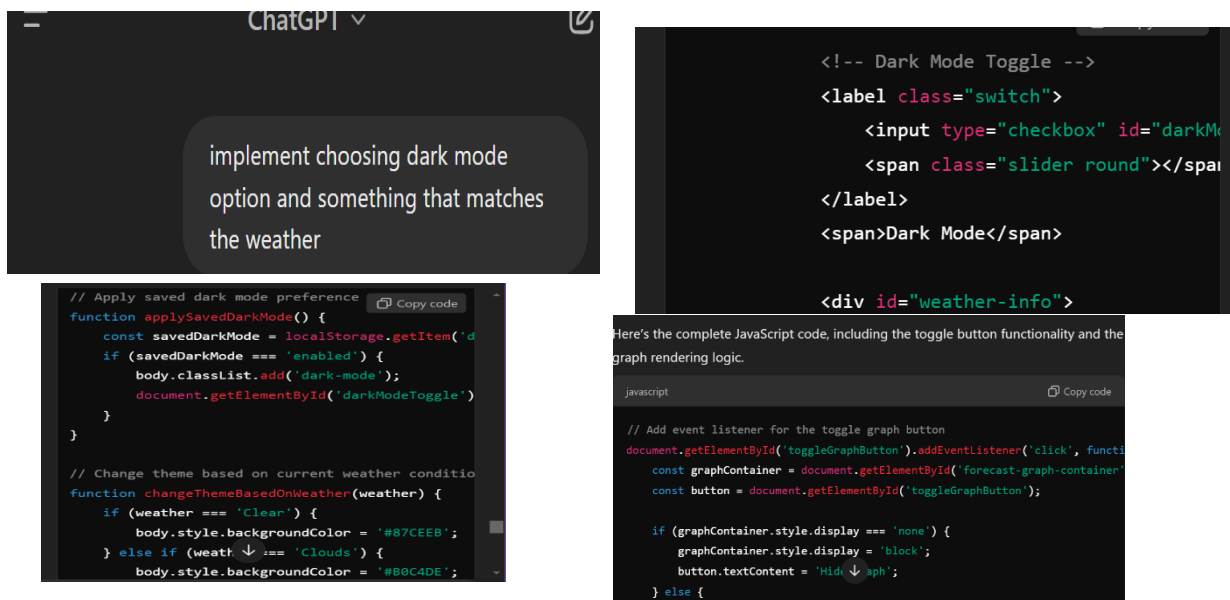 ChatGPT
implement choosing dark mode
option and something that matches
the weather
<!-- Dark Mode Toggle -->
<label class="switch">
<input type="checkbox" id="darkM
<span class="slider round"></spa
</label>
<span>Dark Mode</span>
<div id="weather-info">
// Apply saved dark mode preference
Copy code
function applySavedDarkMode() {
const savedDarkMode = localStorage.getItem('d
if (savedDarkMode === 'enabled') {
body.classList.add('dark-mode');
document.getElementById('darkModeToggle')
}
}
// Change theme based on current weather conditio
function changeThemeBasedOnWeather(weather) {
if (weather === 'Clear') {
body.style.backgroundColor = '#87CEEB';
} else if (weath == 'Clouds') {
body.style.backgroundColor = '#B0C4DE';
Here's the complete JavaScript code, including the toggle button functionality and the
graph rendering logic.
javascript
Copy code
// Add event listener for the toggle graph button
document.getElementById('toggleGraphButton').addEventListener('click', functi
const graphContainer = document.getElementById('forecast-graph-container'
const button = document.getElementById('toggleGraphButton');
if (graphContainer.style.display === 'none') {
graphContainer.style.display = 'block';
button.textContent = 'Hid aph';
} else {